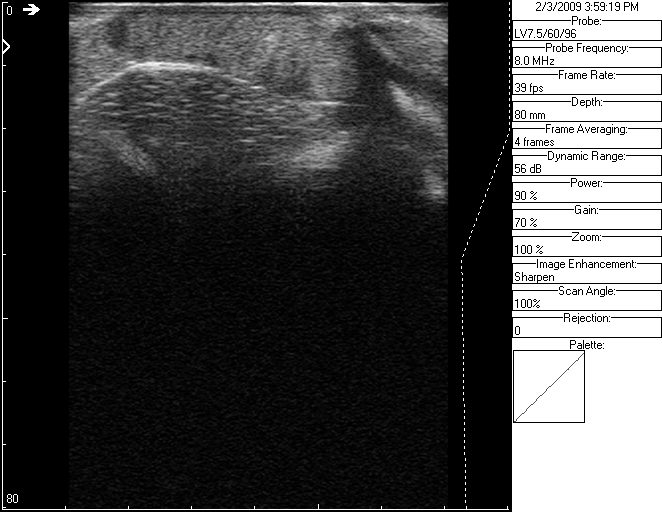 0
80
2/3/2009 3:59:19 PM
Probe:
LV7.5/60/96
Probe Frequency:
8.0 MHz
Frame Rate:
39 fps
Depth:
80 mm
Frame Averaging:
4 frames
Dynamic Range:
56 dB
Power:
90 %
Gain:
70 %
Zoom:
100 %
Image Enhancement:
Sharpen
Scan Angle:
100%
Rejection:
0
Palette: